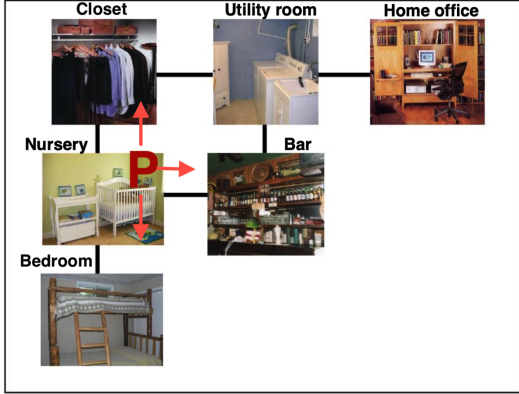 Closet
Utility room
Home office
Nursery
Bar
P
Bedroom